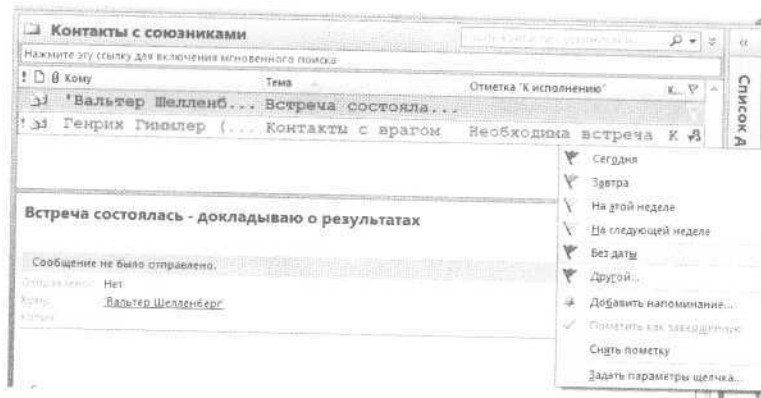 Контакты с союзниками
Нажмите эту ссылку для включения мгновенного поиска
! Кому Тема Отметка "К исполнению" К...
'Вальтер Шелленб... Встреча состояла...
! Генрих Гиммлер (... Контакты с врагом Необходима встреча К
Список д
Сегодня
Завтра
На этой неделе
На следующей неделе
Без даты
Другой...
Добавить напоминание...
Пометить как завершенную
Снять пометку
Задать параметры щелчка...
Встреча состоялась - докладываю о результатах
Сообщение не было отправлено.
Отправлено: Нет
Кому: Вальтер Шелленберг
Копия: